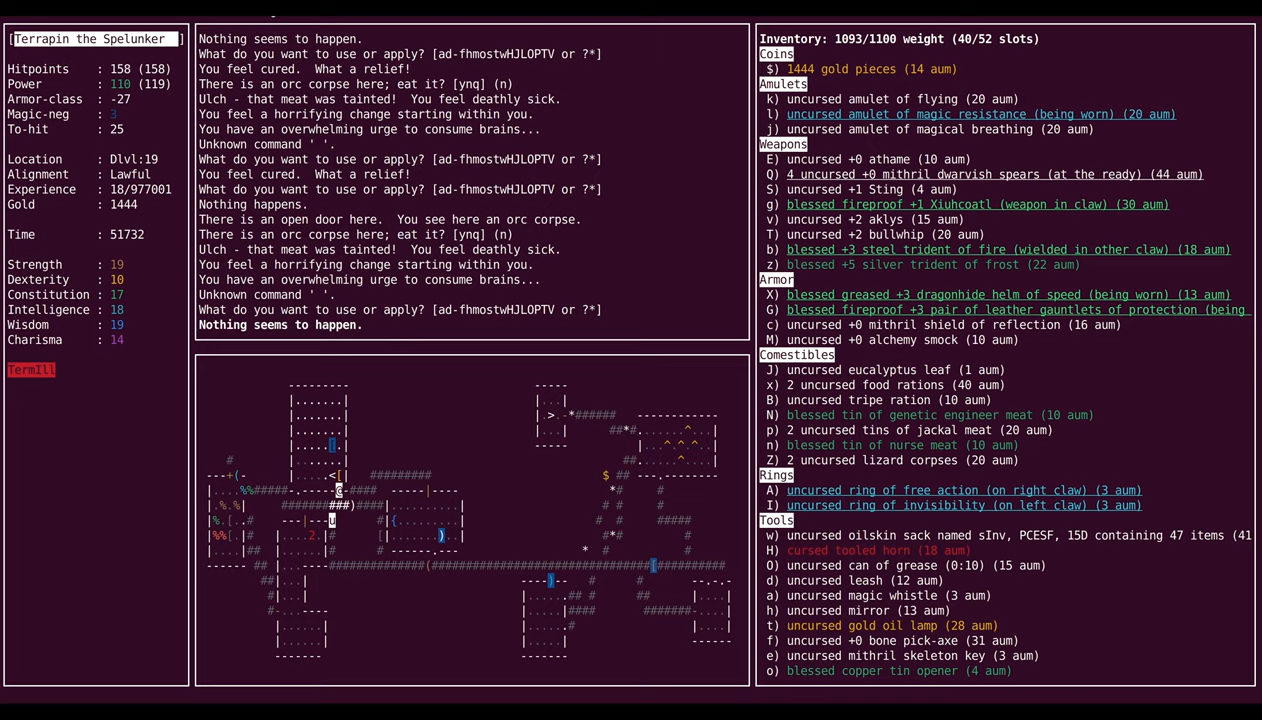 [Terrapin the Spelunker ]
Hitpoints : 158 (158)
Power : 110 (119)
Armor-class : -27
Magic-neg : 3
To-hit : 25
Location : Dlvl:19
Alignment : Lawful
Experience : 18/977001
Gold : 1444
Time : 51732
Strength : 19
Dexterity : 10
Constitution : 17
Intelligence : 18
Wisdom : 19
Charisma : 14
TermIll
Nothing seems to happen.
What do you want to use or apply? [ad-fhmostwHJLOPTV or ?*]
You feel cured.  What a relief!
There is an orc corpse here; eat it? [ynq] (n)
Ulch - that meat was tainted!  You feel deathly sick.
You feel a horrifying change starting within you.
You have an overwhelming urge to consume brains...
Unknown command ' '.
What do you want to use or apply? [ad-fhmostwHJLOPTV or ?*]
You feel cured.  What a relief!
What do you want to use or apply? [ad-fhmostwHJLOPTV or ?*]
Nothing happens.
There is an open door here.  You see here an orc corpse.
There is an orc corpse here; eat it? [ynq] (n)
Ulch - that meat was tainted!  You feel deathly sick.
You feel a horrifying change starting within you.
You have an overwhelming urge to consume brains...
Unknown command ' '.
What do you want to use or apply? [ad-fhmostwHJLOPTV or ?*]
Nothing seems to happen.
Inventory: 1093/1100 weight (40/52 slots)
Coins
$) 1444 gold pieces (14 aum)
Amulets
k) uncursed amulet of flying (20 aum)
l) uncursed amulet of magic resistance (being worn) (20 aum)
j) uncursed amulet of magical breathing (20 aum)
Weapons
E) uncursed +0 athame (10 aum)
Q) 4 uncursed +0 mithril dwarvish spears (at the ready) (44 aum)
S) uncursed +1 Sting (4 aum)
g) blessed fireproof +1 Xiuhcoatl (weapon in claw) (30 aum)
v) uncursed +2 aklys (15 aum)
T) uncursed +2 bullwhip (20 aum)
b) blessed +3 steel trident of fire (wielded in other claw) (18 aum)
z) blessed +5 silver trident of frost (22 aum)
Armor
X) blessed greased +3 dragonhide helm of speed (being worn) (13 aum)
G) blessed fireproof +3 pair of leather gauntlets of protection (being
c) uncursed +0 mithril shield of reflection (16 aum)
M) uncursed +0 alchemy smock (10 aum)
Comestibles
J) uncursed eucalyptus leaf (1 aum)
x) 2 uncursed food rations (40 aum)
B) uncursed tripe ration (10 aum)
N) blessed tin of genetic engineer meat (10 aum)
p) 2 uncursed tins of jackal meat (20 aum)
n) blessed tin of nurse meat (10 aum)
Z) 2 uncursed lizard corpses (20 aum)
Rings
A) uncursed ring of free action (on right claw) (3 aum)
I) uncursed ring of invisibility (on left claw) (3 aum)
Tools
w) uncursed oilskin sack named sInv, PCESF, 15D containing 47 items (41
H) cursed tooled horn (18 aum)
O) uncursed can of grease (0:10) (15 aum)
d) uncursed leash (12 aum)
a) uncursed magic whistle (3 aum)
h) uncursed mirror (13 aum)
t) uncursed gold oil lamp (28 aum)
f) uncursed +0 bone pick-axe (31 aum)
e) uncursed mithril skeleton key (3 aum)
o) blessed copper tin opener (4 aum)